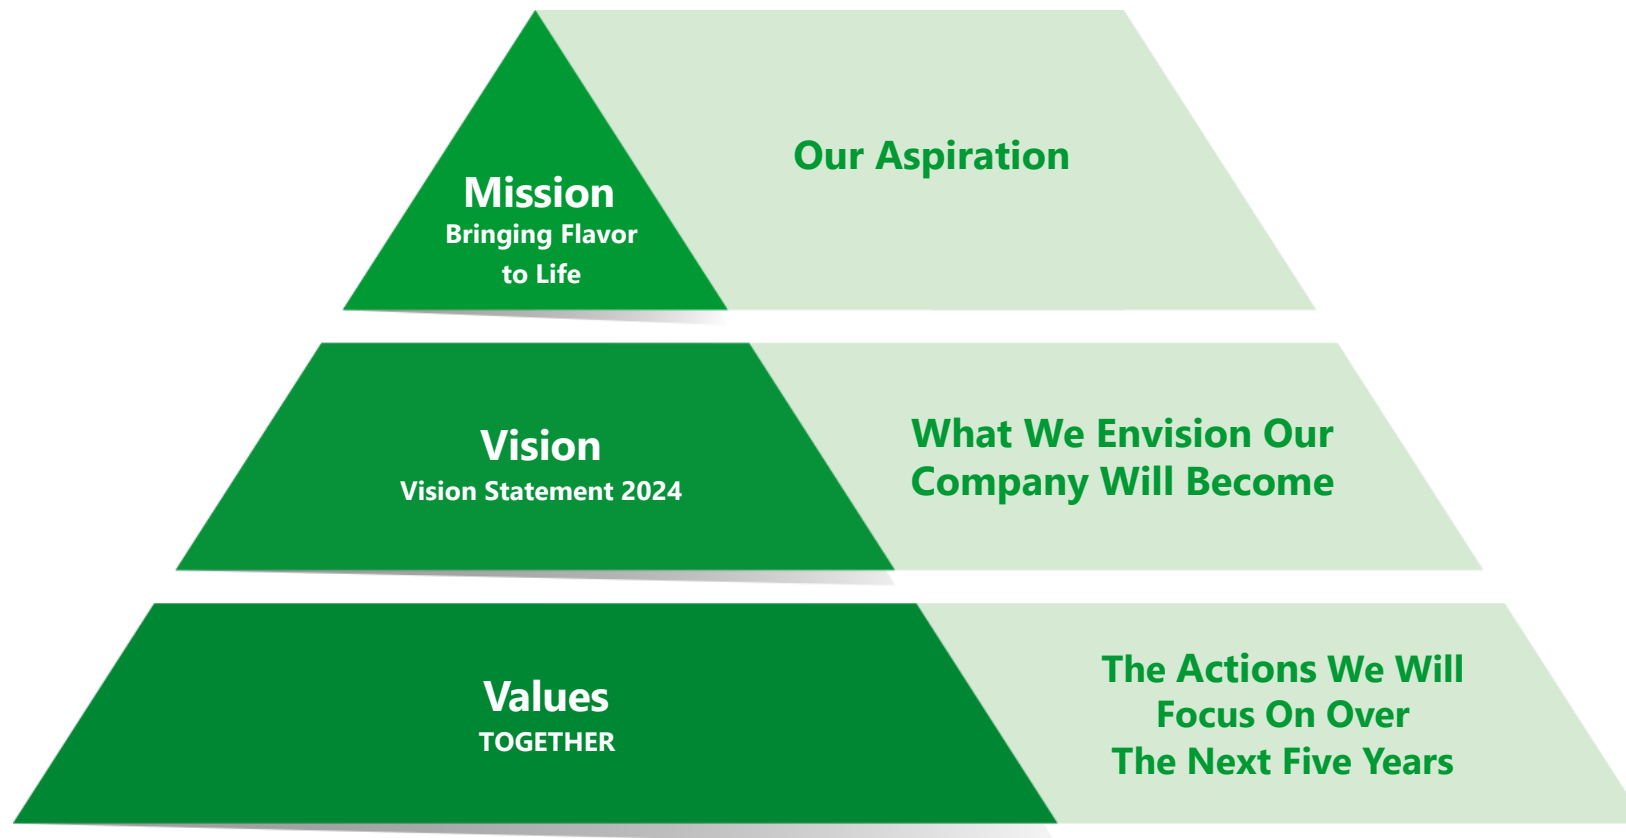 Mission
Bringing Flavor
to Life
Our Aspiration
Vision
Vision Statement 2024
What We Envision Our
Company Will Become
Values
TOGETHER
The Actions We Will
Focus On Over
The Next Five Years